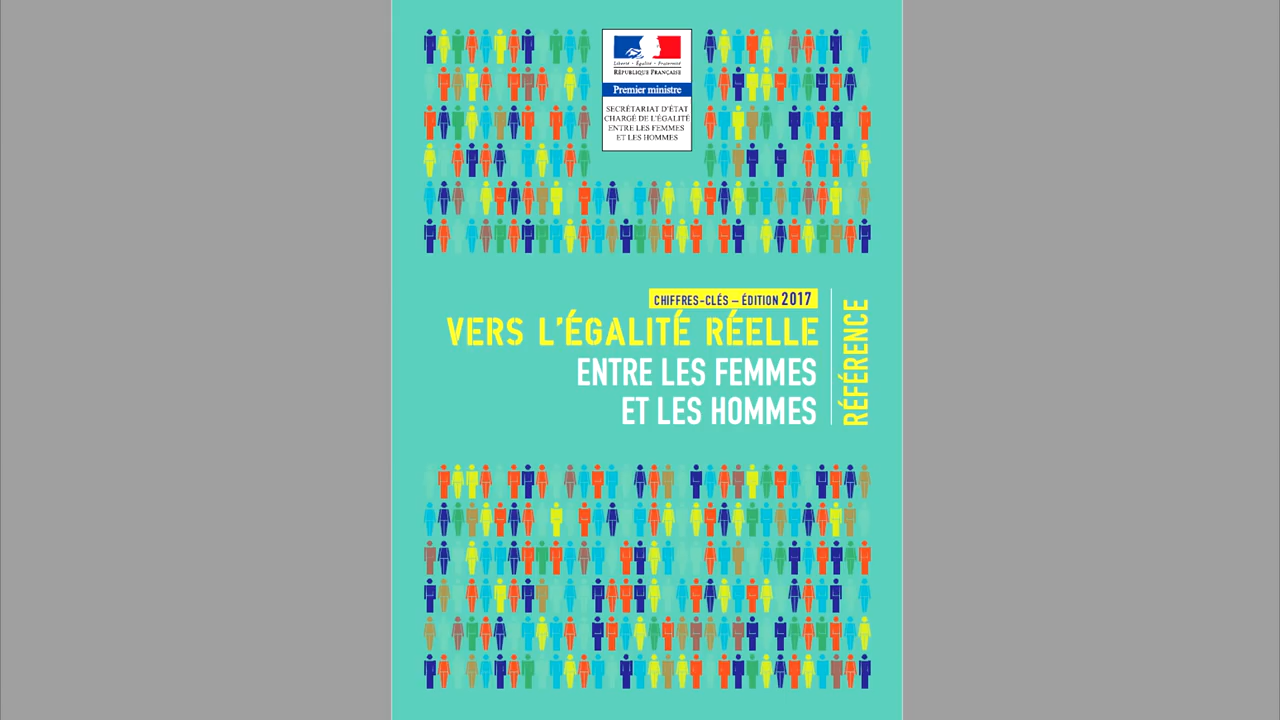 Liberté • Égalité • Fraternité
RÉPUBLIQUE FRANÇAISE
Premier ministre
SECRÉTARIAT D'ÉTAT
CHARGÉ DE L'ÉGALITÉ
ENTRE LES FEMMES
ET LES HOMMES
CHIFFRES-CLÉS – ÉDITION 2017
VERS L'ÉGALITÉ RÉELLE
ENTRE LES FEMMES
ET LES HOMMES
RÉFÉRENCE